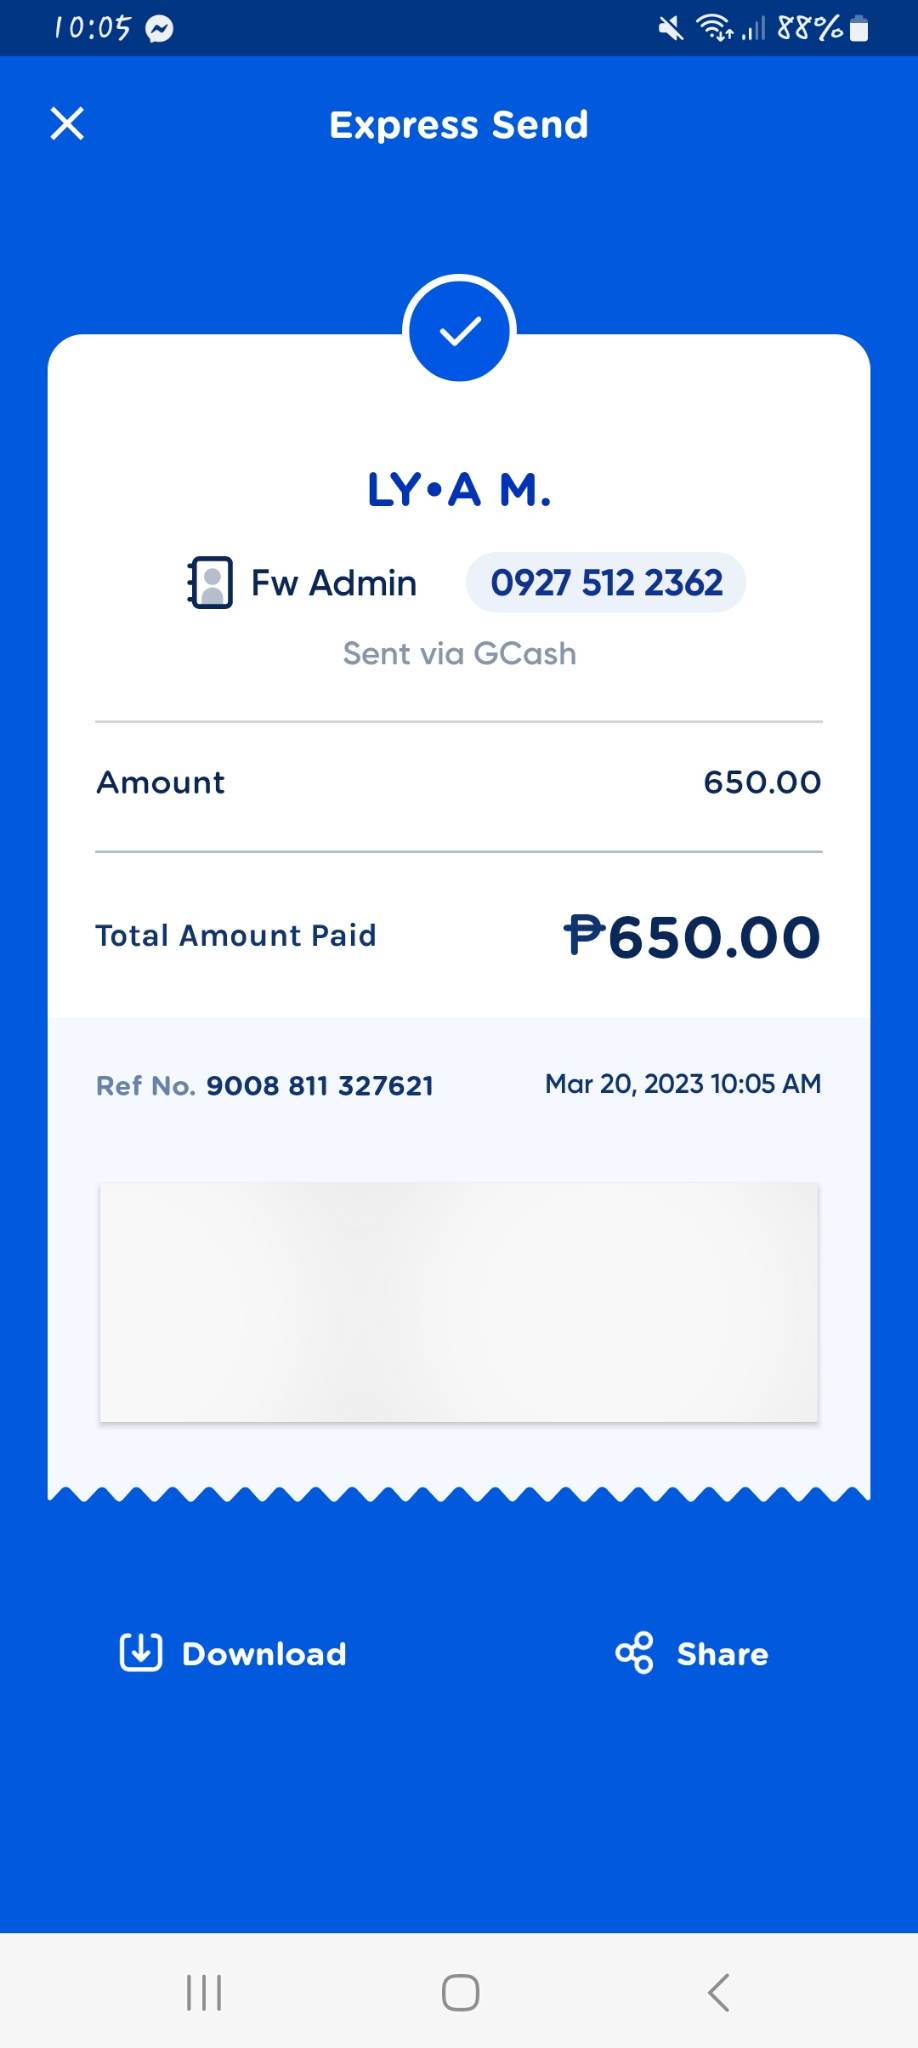 10:05
88%
Express Send
LY•A M.
Fw Admin 0927 512 2362
Sent via GCash
Amount 650.00
Total Amount Paid ₱650.00
Ref No. 9008 811 327621 Mar 20, 2023 10:05 AM
Download Share